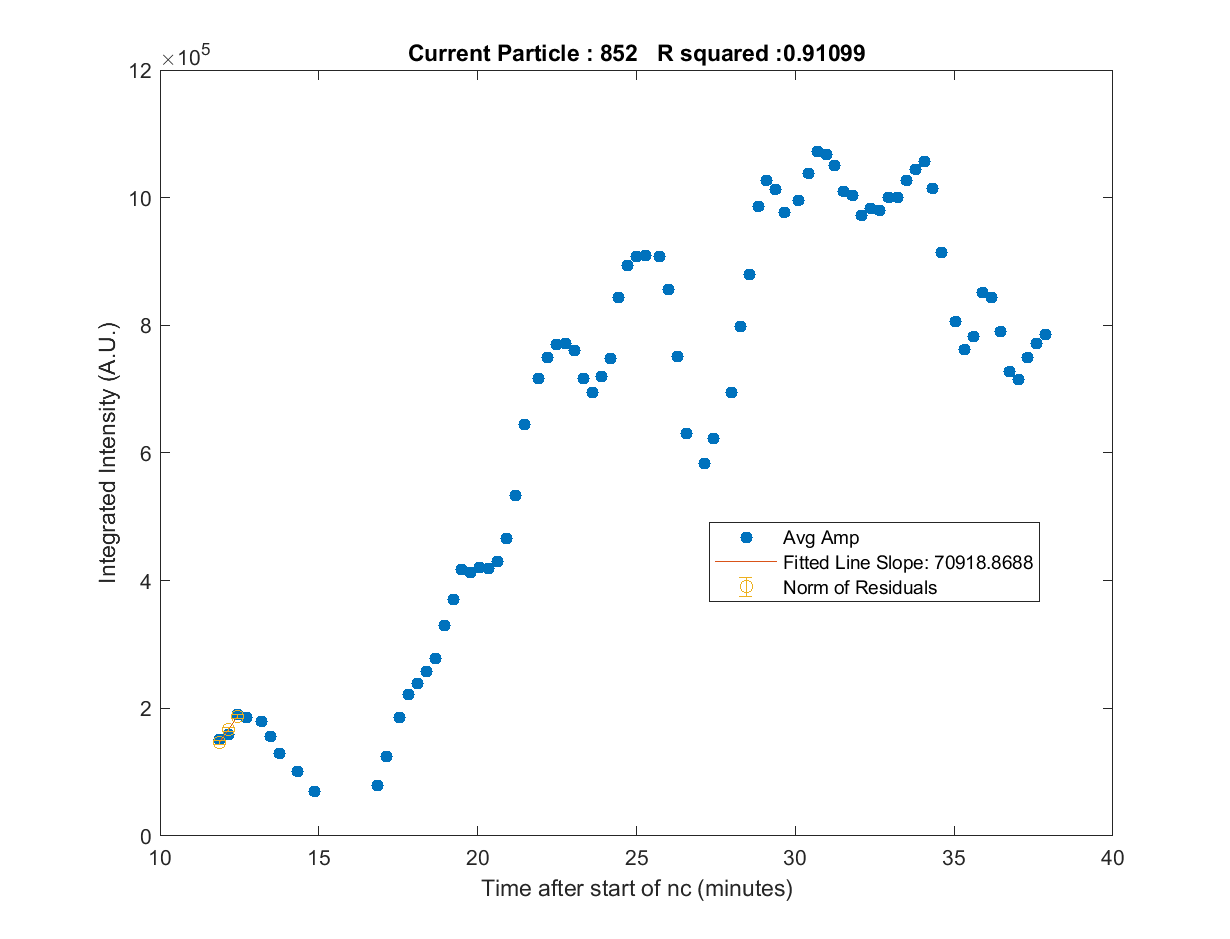 Current Particle : 852   R squared :0.91099
×10⁵
12
10
8
6
4
2
0
Integrated Intensity (A.U.)
Avg Amp
Fitted Line Slope: 70918.8688
Norm of Residuals
10 15 20 25 30 35 40
Time after start of nc (minutes)